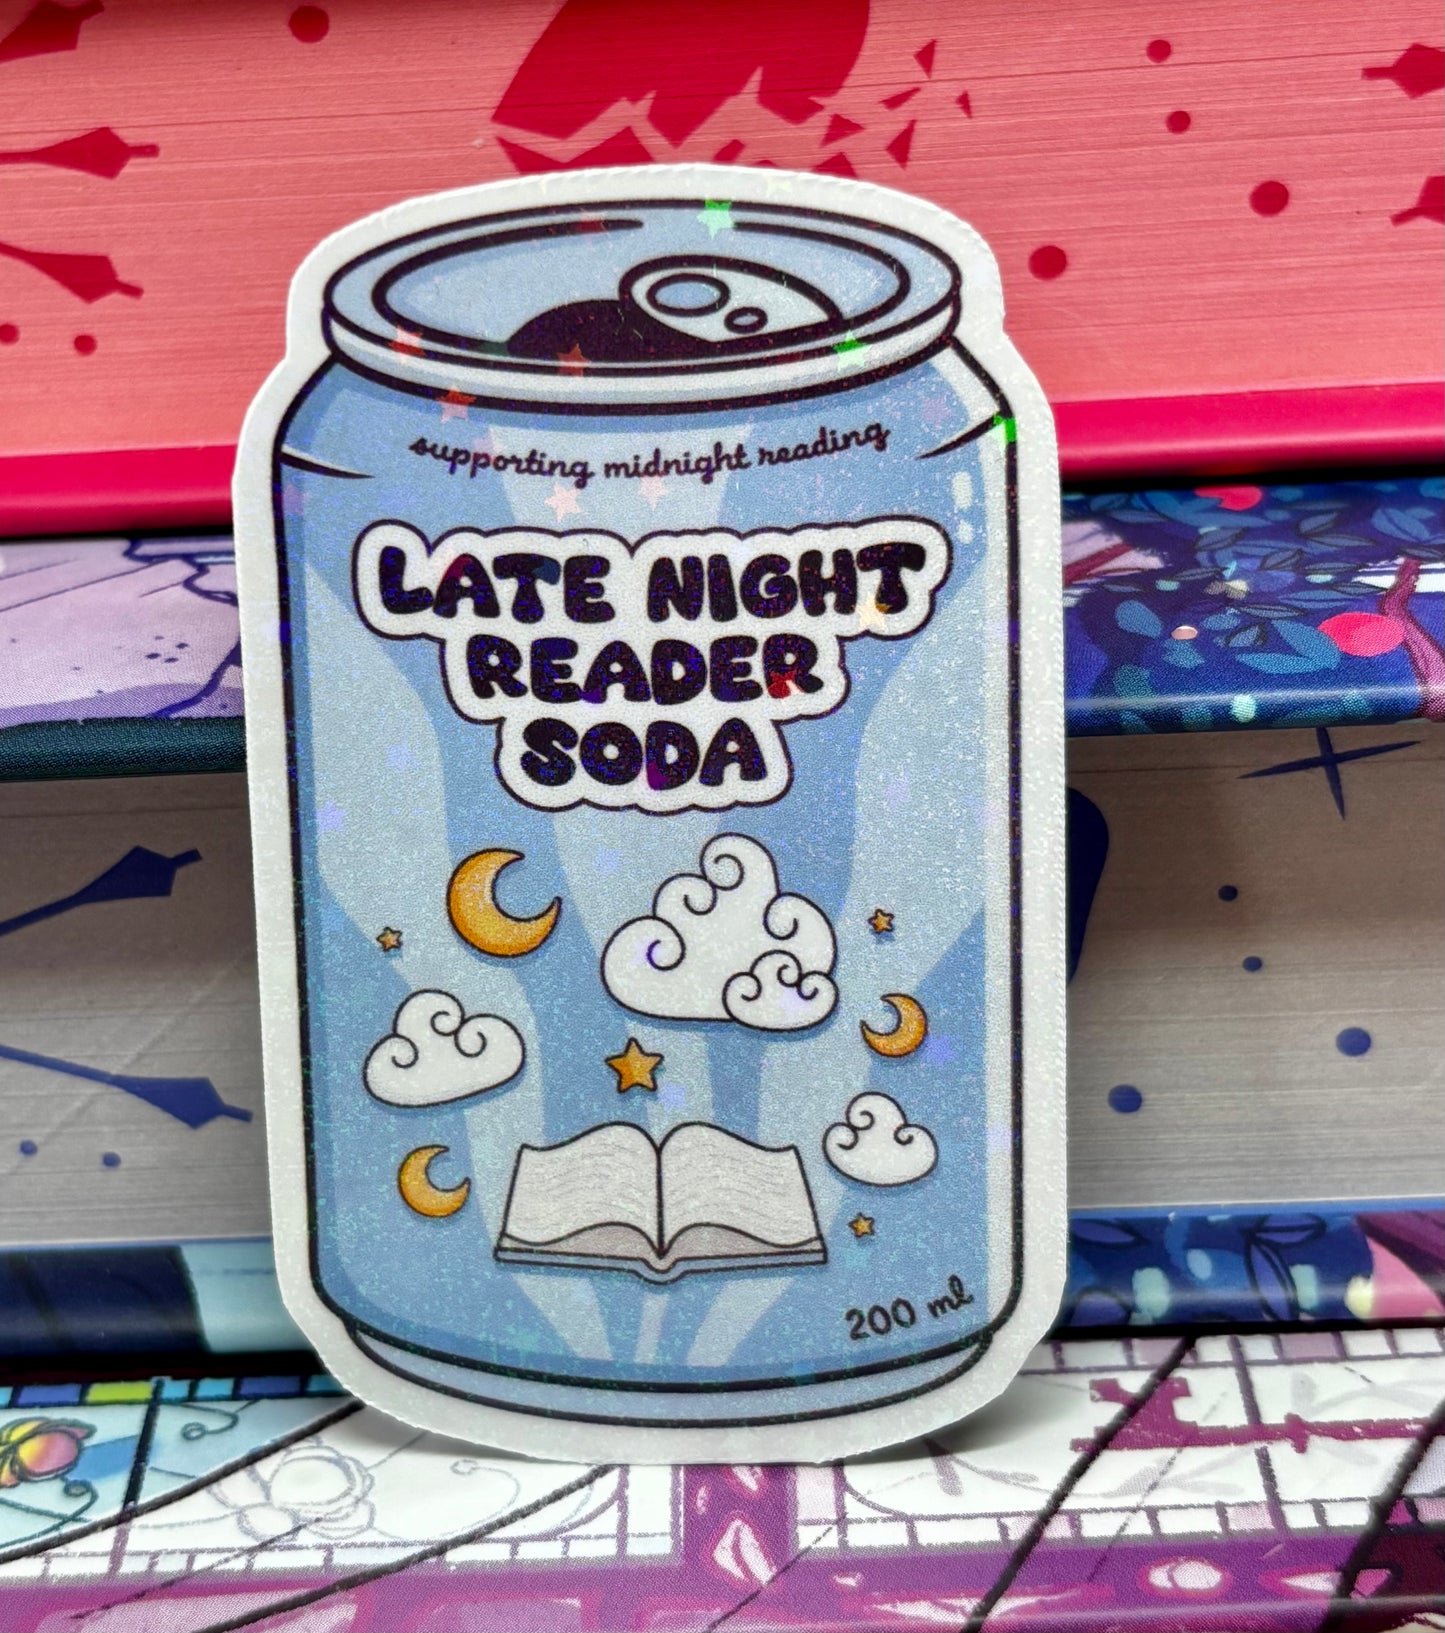 supporting midnight reading
LATE NIGHT
READER
SODA
200 ml